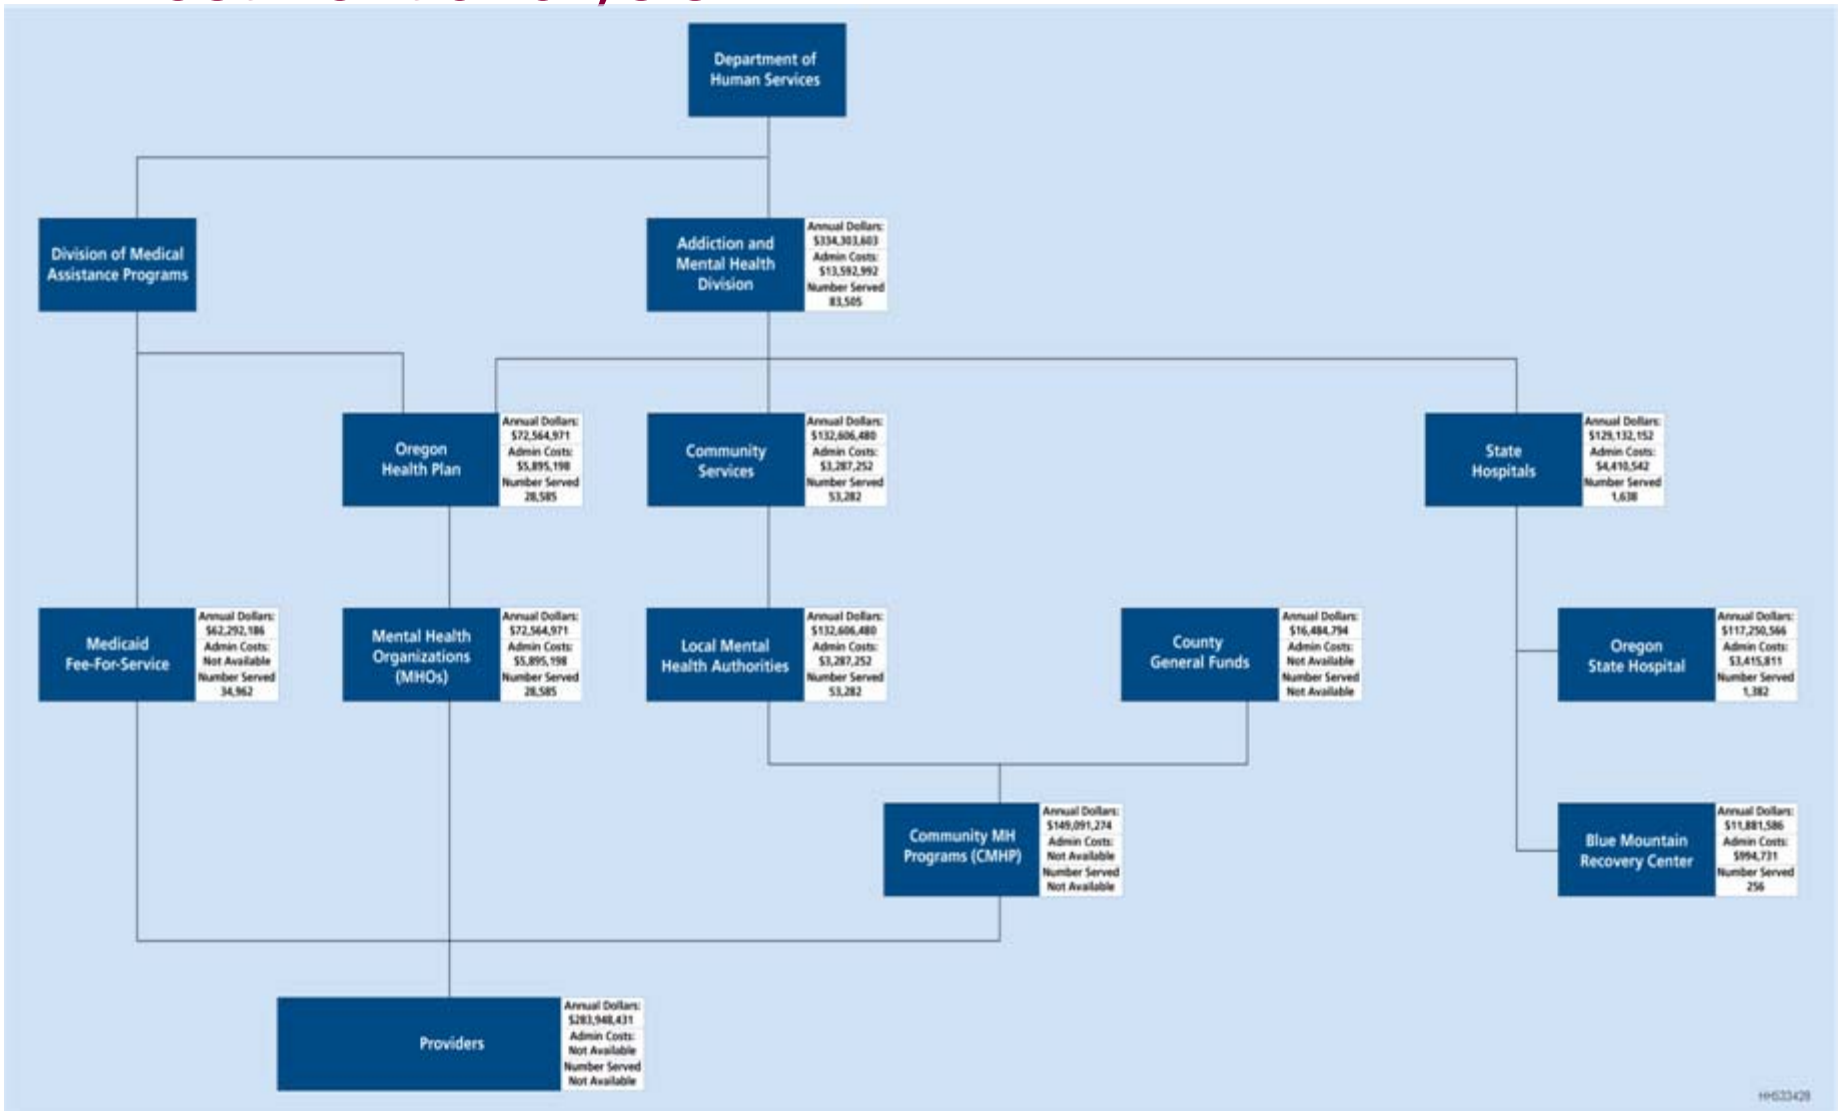 Department of
Human Services
Division of Medical
Assistance Programs
Addiction and
Mental Health
Division
Annual Dollars:
$334,303,603
Admin Costs:
$13,592,992
Number Served
83,505
Oregon
Health Plan
Annual Dollars:
$72,564,971
Admin Costs:
$5,895,198
Number Served
28,585
Community
Services
Annual Dollars:
$132,606,480
Admin Costs:
$3,287,252
Number Served
53,282
State
Hospitals
Annual Dollars:
$129,132,152
Admin Costs:
$4,410,542
Number Served
1,638
Medicaid
Fee-For-Service
Annual Dollars:
$62,292,186
Admin Costs:
Not Available
Number Served
34,962
Mental Health
Organizations
(MHOs)
Annual Dollars:
$72,564,971
Admin Costs:
$5,895,198
Number Served
28,585
Local Mental
Health Authorities
Annual Dollars:
$132,606,480
Admin Costs:
$3,287,252
Number Served
53,282
County
General Funds
Annual Dollars:
$16,484,794
Admin Costs:
Not Available
Number Served
Not Available
Oregon
State Hospital
Annual Dollars:
$117,250,566
Admin Costs:
$3,415,811
Number Served
1,382
Community MH
Programs (CMHP)
Annual Dollars:
$149,091,274
Admin Costs:
Not Available
Number Served
Not Available
Blue Mountain
Recovery Center
Annual Dollars:
$11,881,586
Admin Costs:
$994,731
Number Served
256
Providers
Annual Dollars:
$283,948,431
Admin Costs:
Not Available
Number Served
Not Available